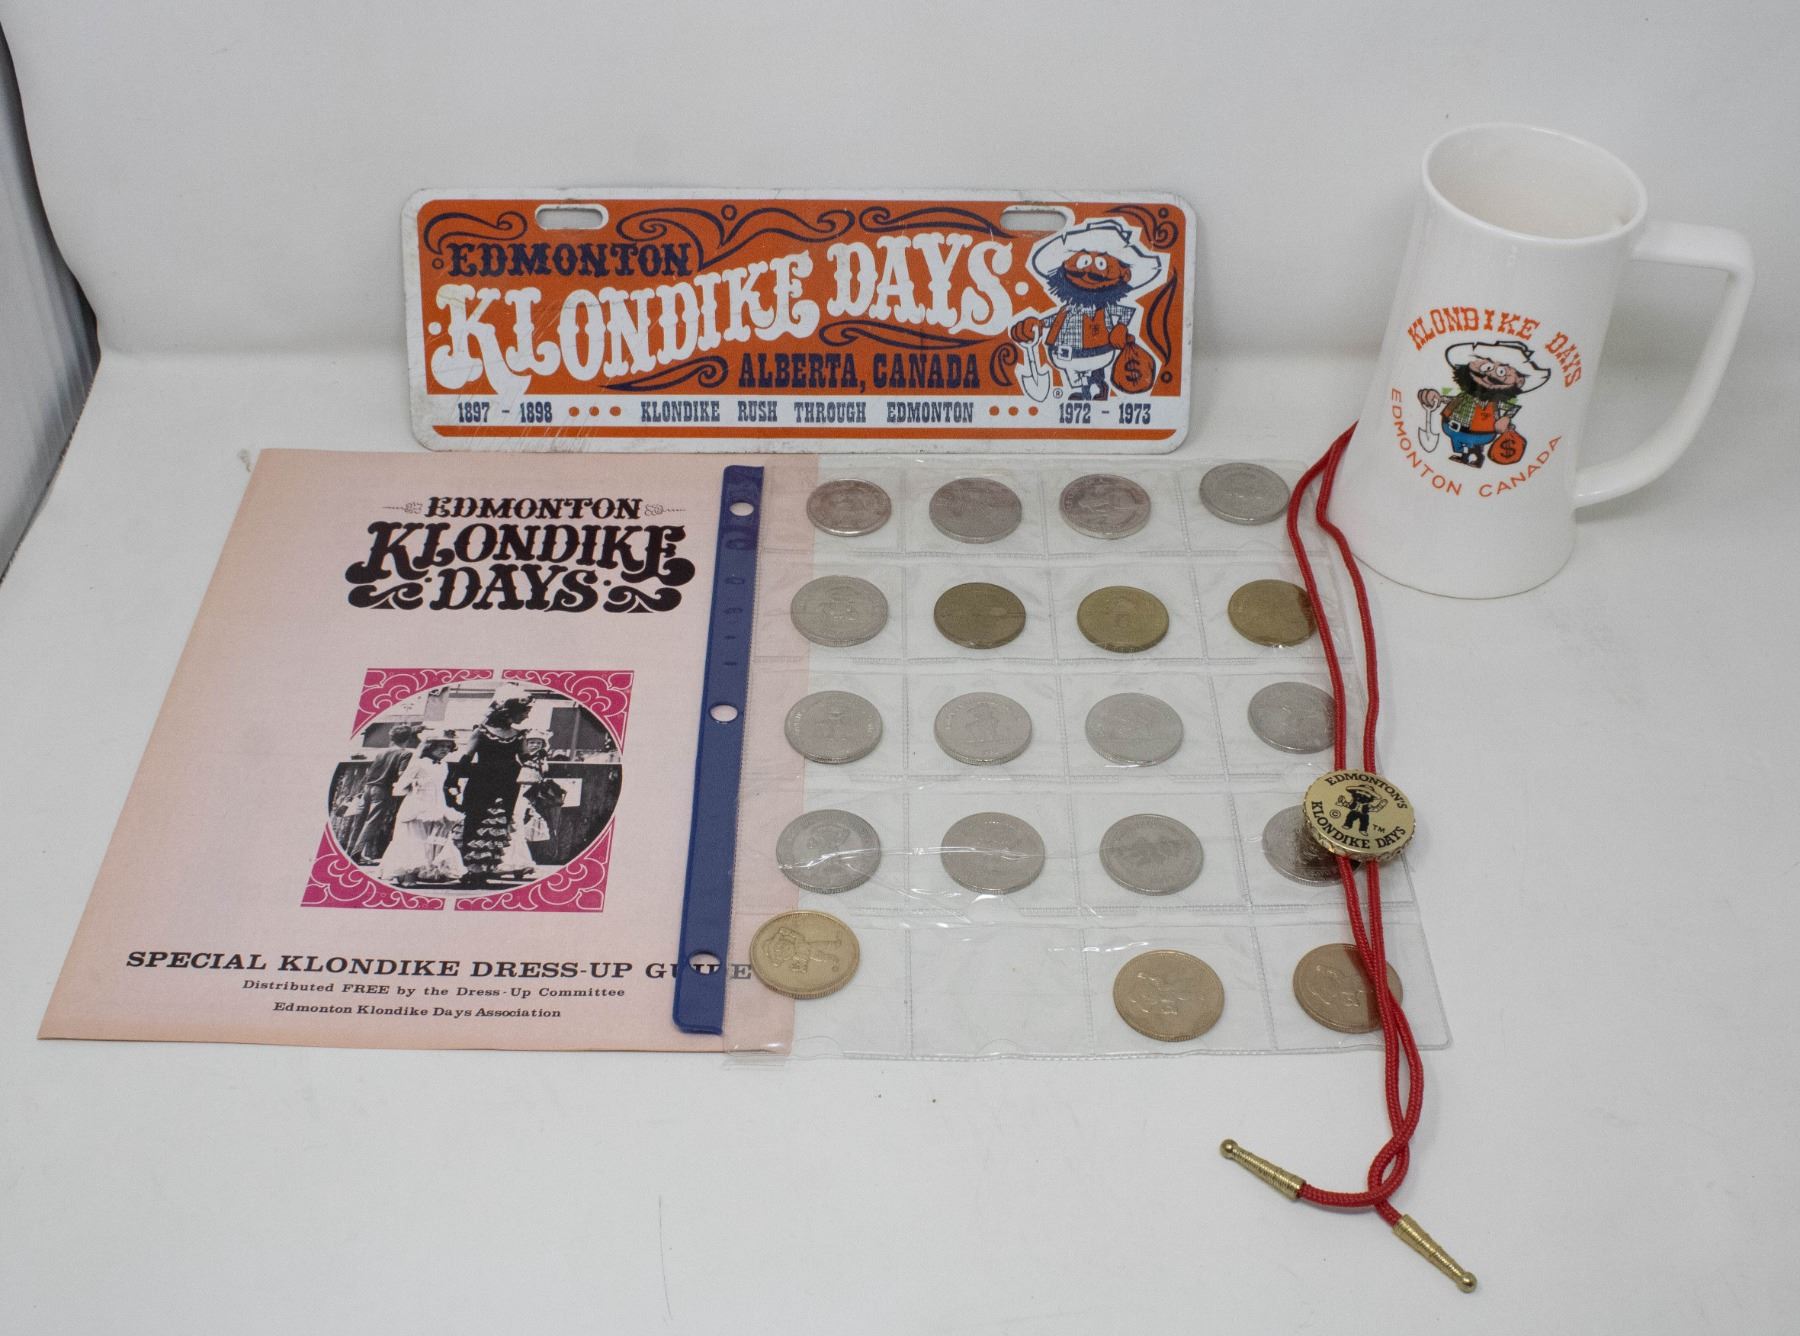 EDMONTON
KLONDIKE DAYS
ALBERTA, CANADA
1897 - 1898 • • • KLONDIKE RUSH THROUGH EDMONTON • • • 1972 - 1973
$
®
KLONDIKE DAYS
$
EDMONTON CANADA
EDMONTON
KLONDIKE
DAYS
SPECIAL KLONDIKE DRESS-UP GUIDE
Distributed FREE by the Dress-Up Committee
Edmonton Klondike Days Association
EDMONTON'S
© TM
KLONDIKE DAYS